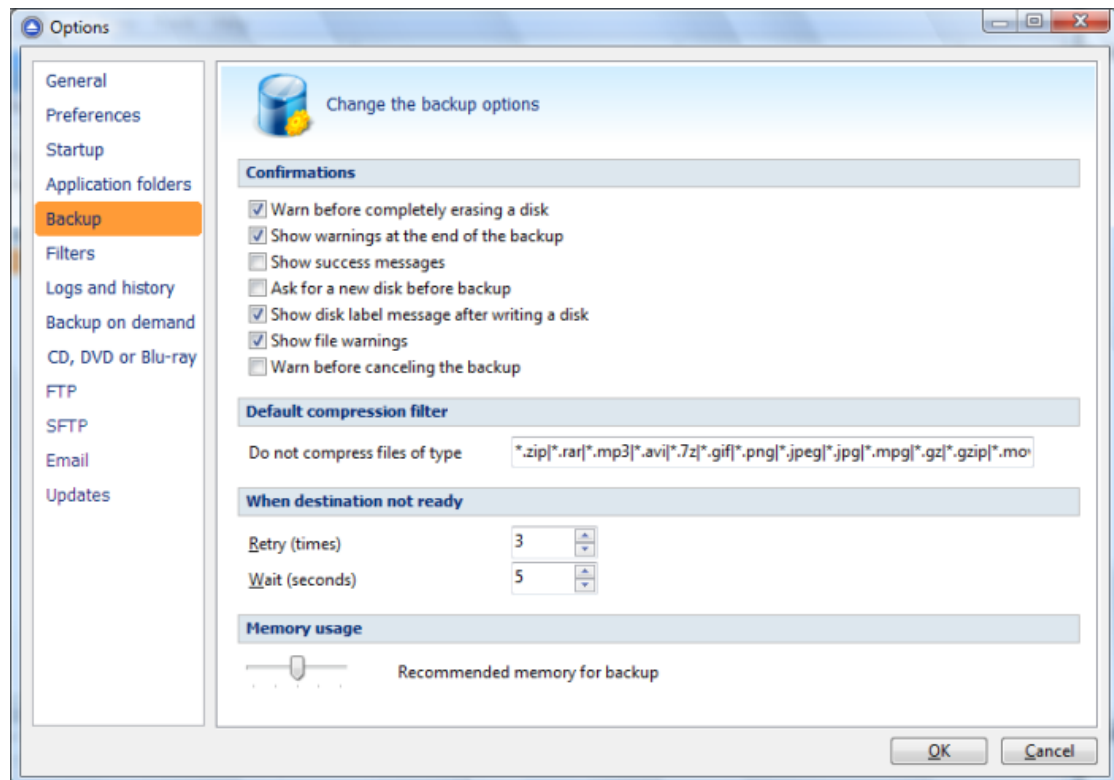 Options
General
Preferences
Startup
Application folders
Backup
Filters
Logs and history
Backup on demand
CD, DVD or Blu-ray
FTP
SFTP
Email
Updates
Change the backup options
Confirmations
Warn before completely erasing a disk
Show warnings at the end of the backup
Show success messages
Ask for a new disk before backup
Show disk label message after writing a disk
Show file warnings
Warn before canceling the backup
Default compression filter
Do not compress files of type *.zip|*.rar|*.mp3|*.avi|*.7z|*.gif|*.png|*.jpeg|*.jpg|*.mpg|*.gz|*.gzip|*.mo
When destination not ready
Retry (times) 3
Wait (seconds) 5
Memory usage
Recommended memory for backup
OK Cancel